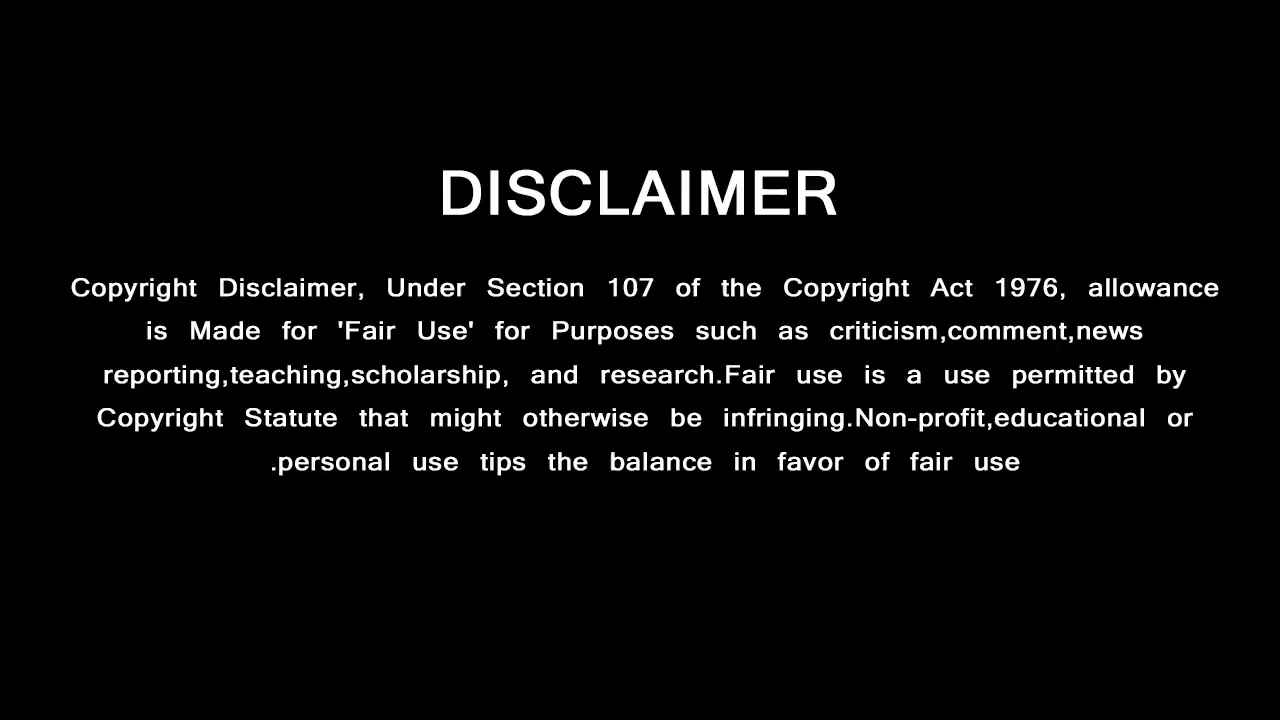 DISCLAIMER
Copyright Disclaimer, Under Section 107 of the Copyright Act 1976, allowance
is Made for 'Fair Use' for Purposes such as criticism,comment,news
reporting,teaching,scholarship, and research.Fair use is a use permitted by
Copyright Statute that might otherwise be infringing.Non-profit,educational or
.personal use tips the balance in favor of fair use